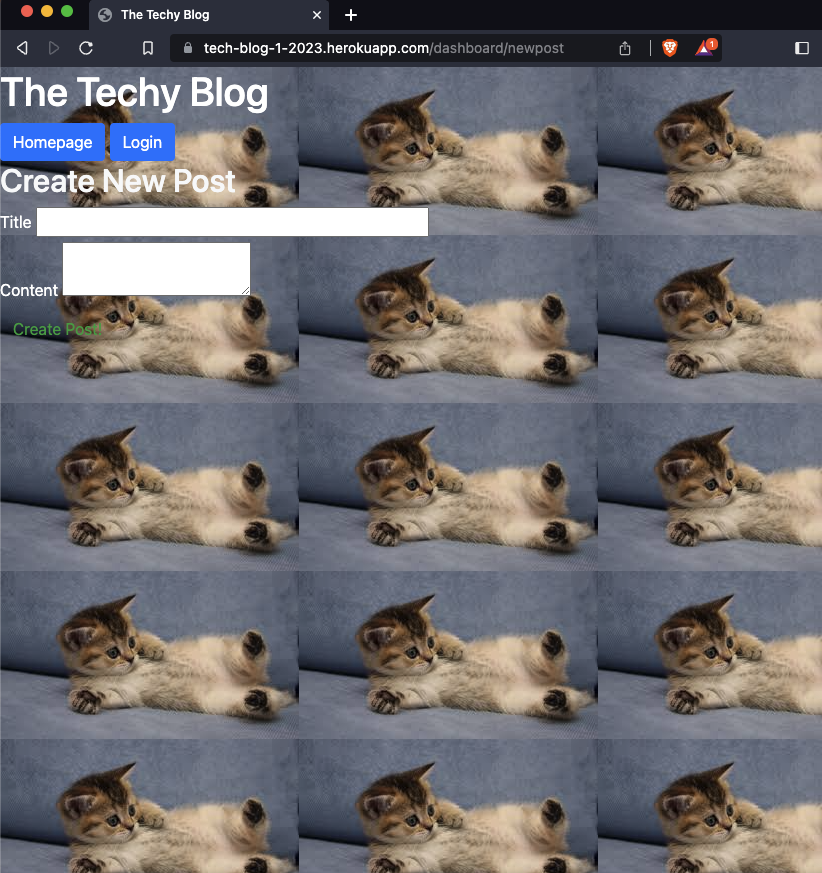 The Techy Blog
tech-blog-1-2023.herokuapp.com/dashboard/newpost
1
The Techy Blog
Homepage Login
Create New Post
Title
Content
Create Post!